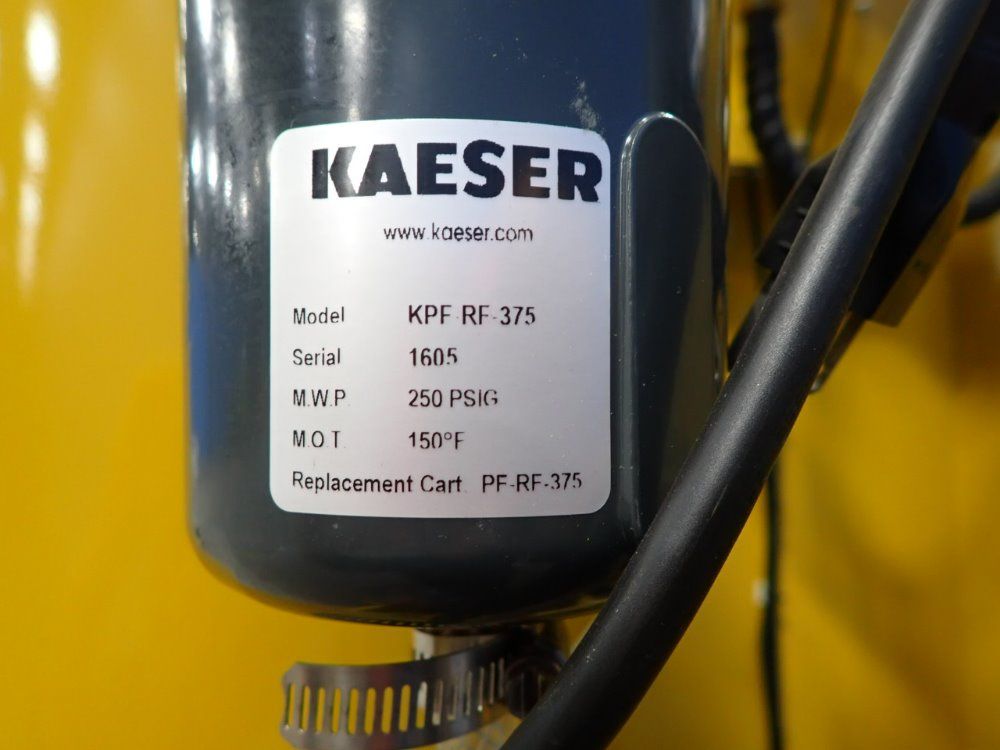 KAESER
www.kaeser.com
Model KPF-RF-375
Serial 1605
M.W.P. 250 PSIG
M.O.T. 150°F
Replacement Cart. PF-RF-375